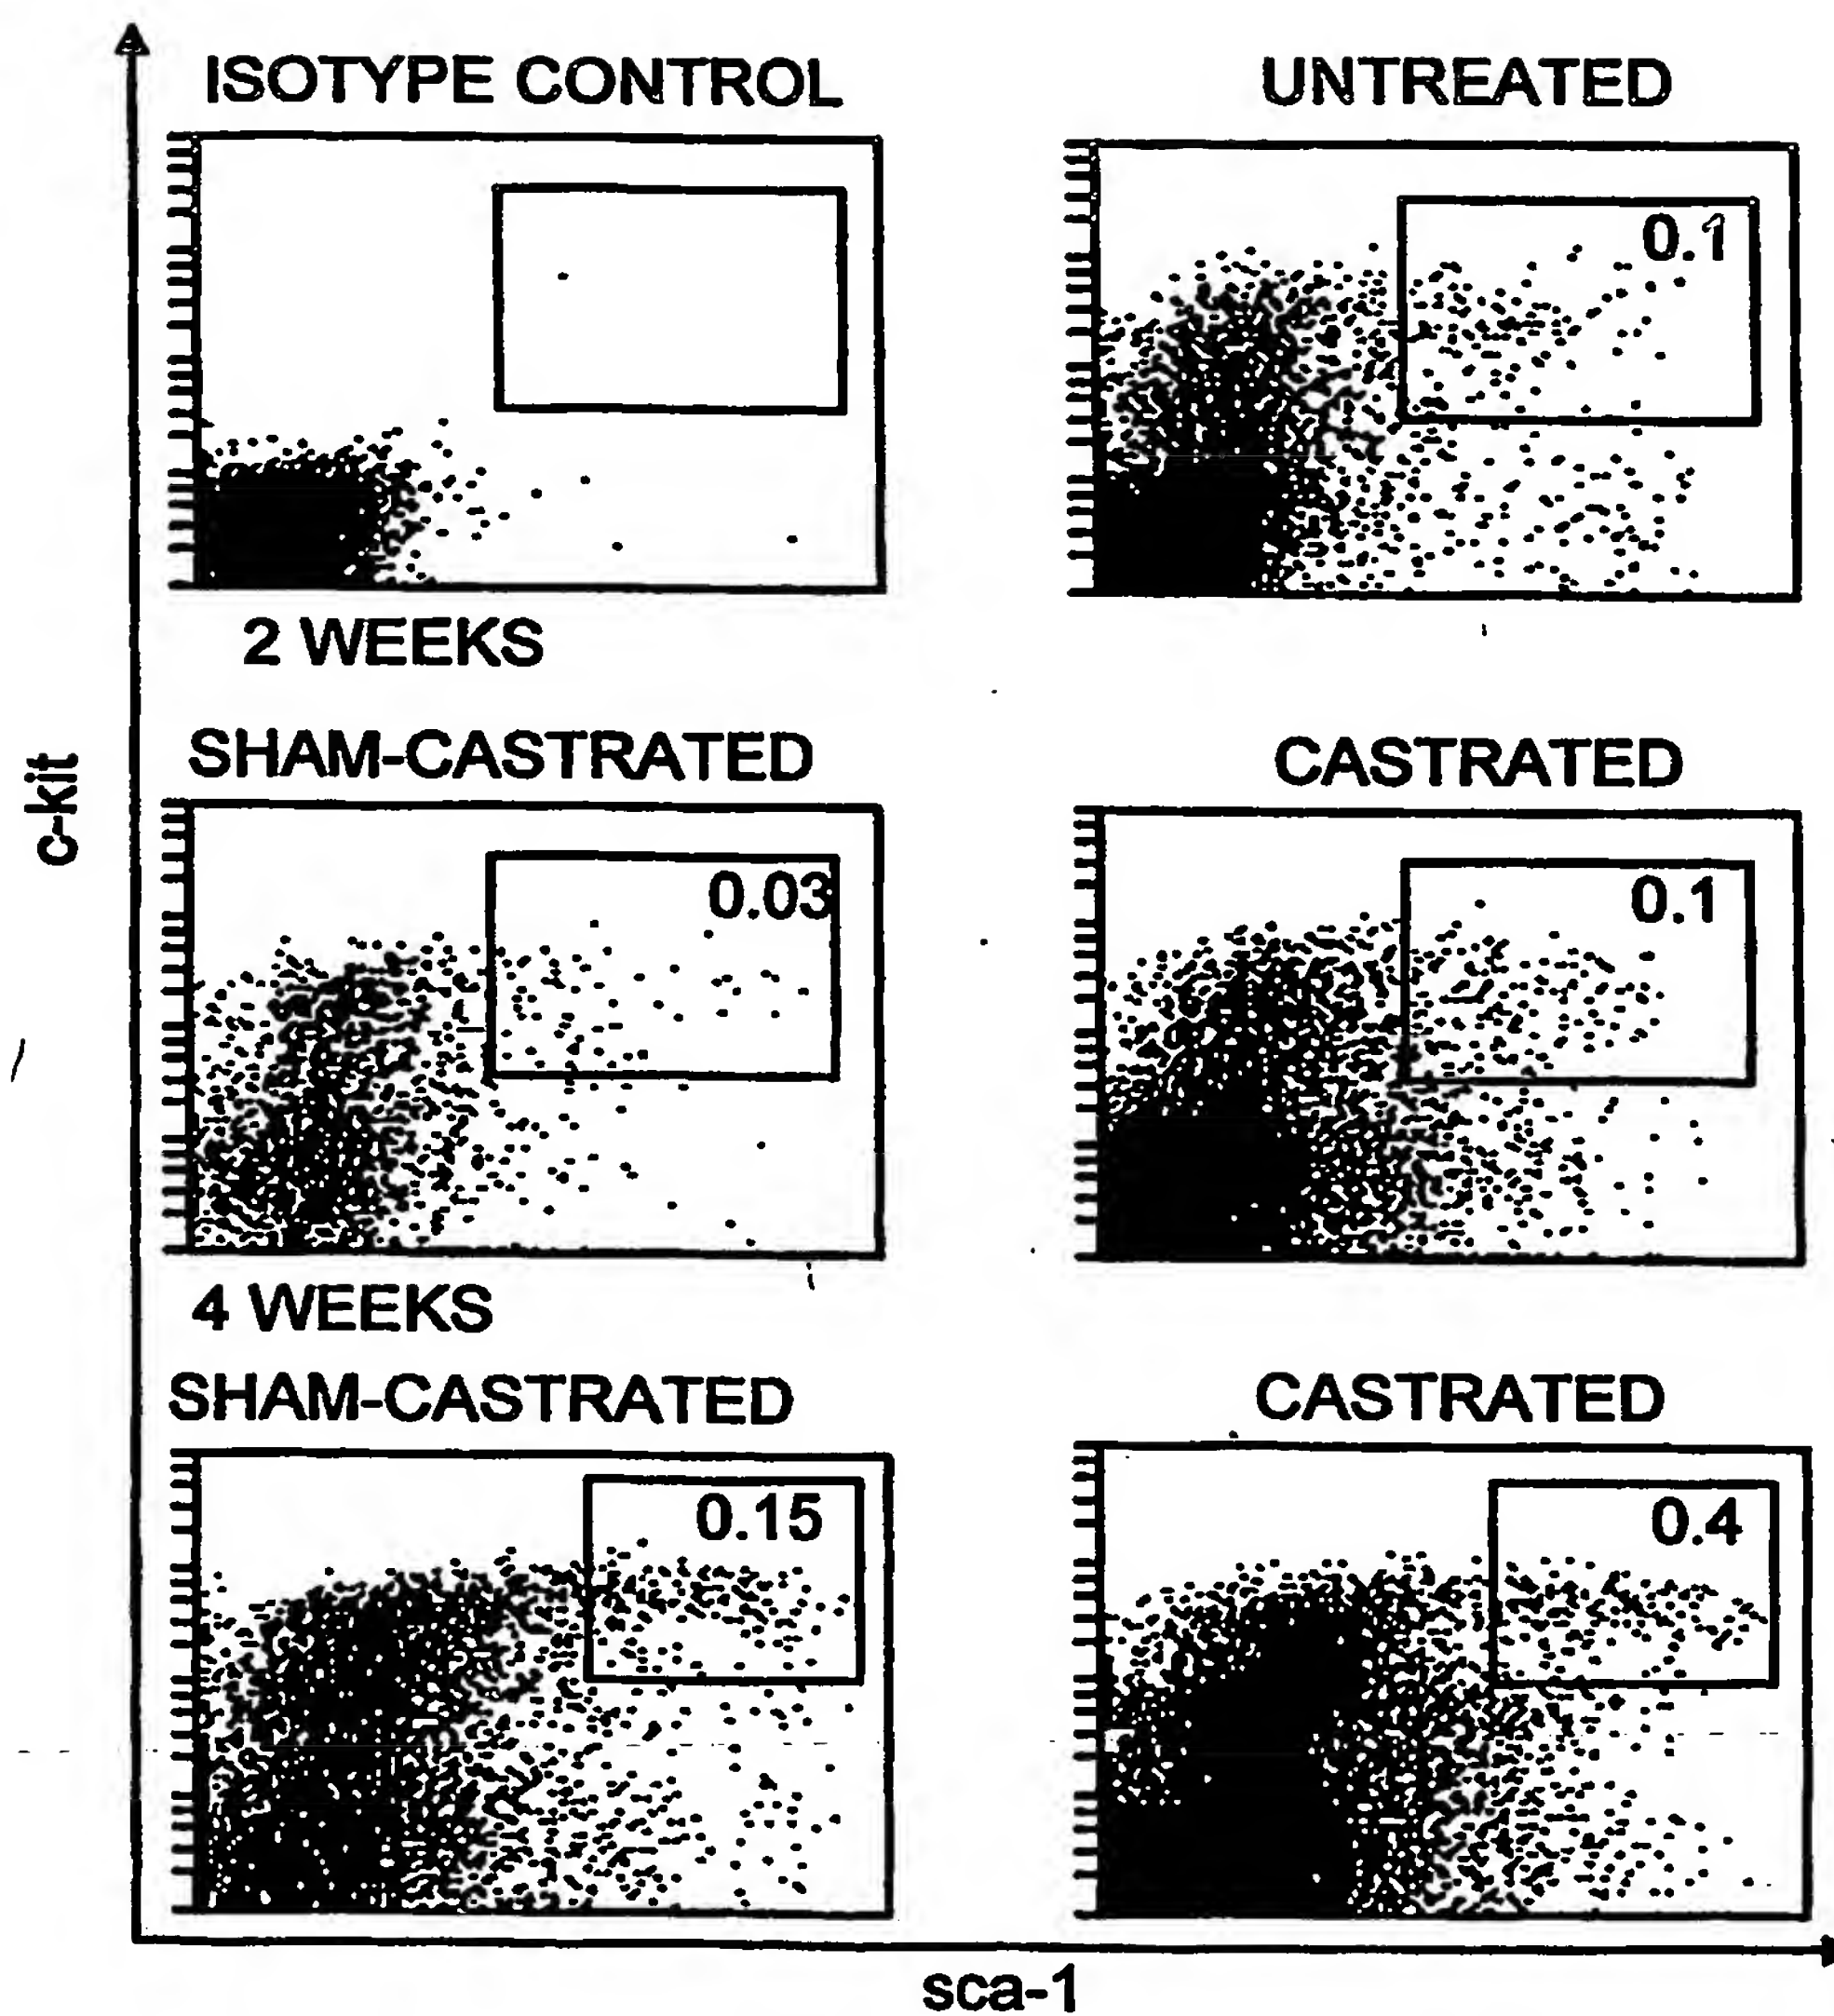 ISOTYPE CONTROL
UNTREATED
0.1
2 WEEKS
c-kit
SHAM-CASTRATED
CASTRATED
0.03
0.1
4 WEEKS
SHAM-CASTRATED
CASTRATED
0.15
0.4
sca-1